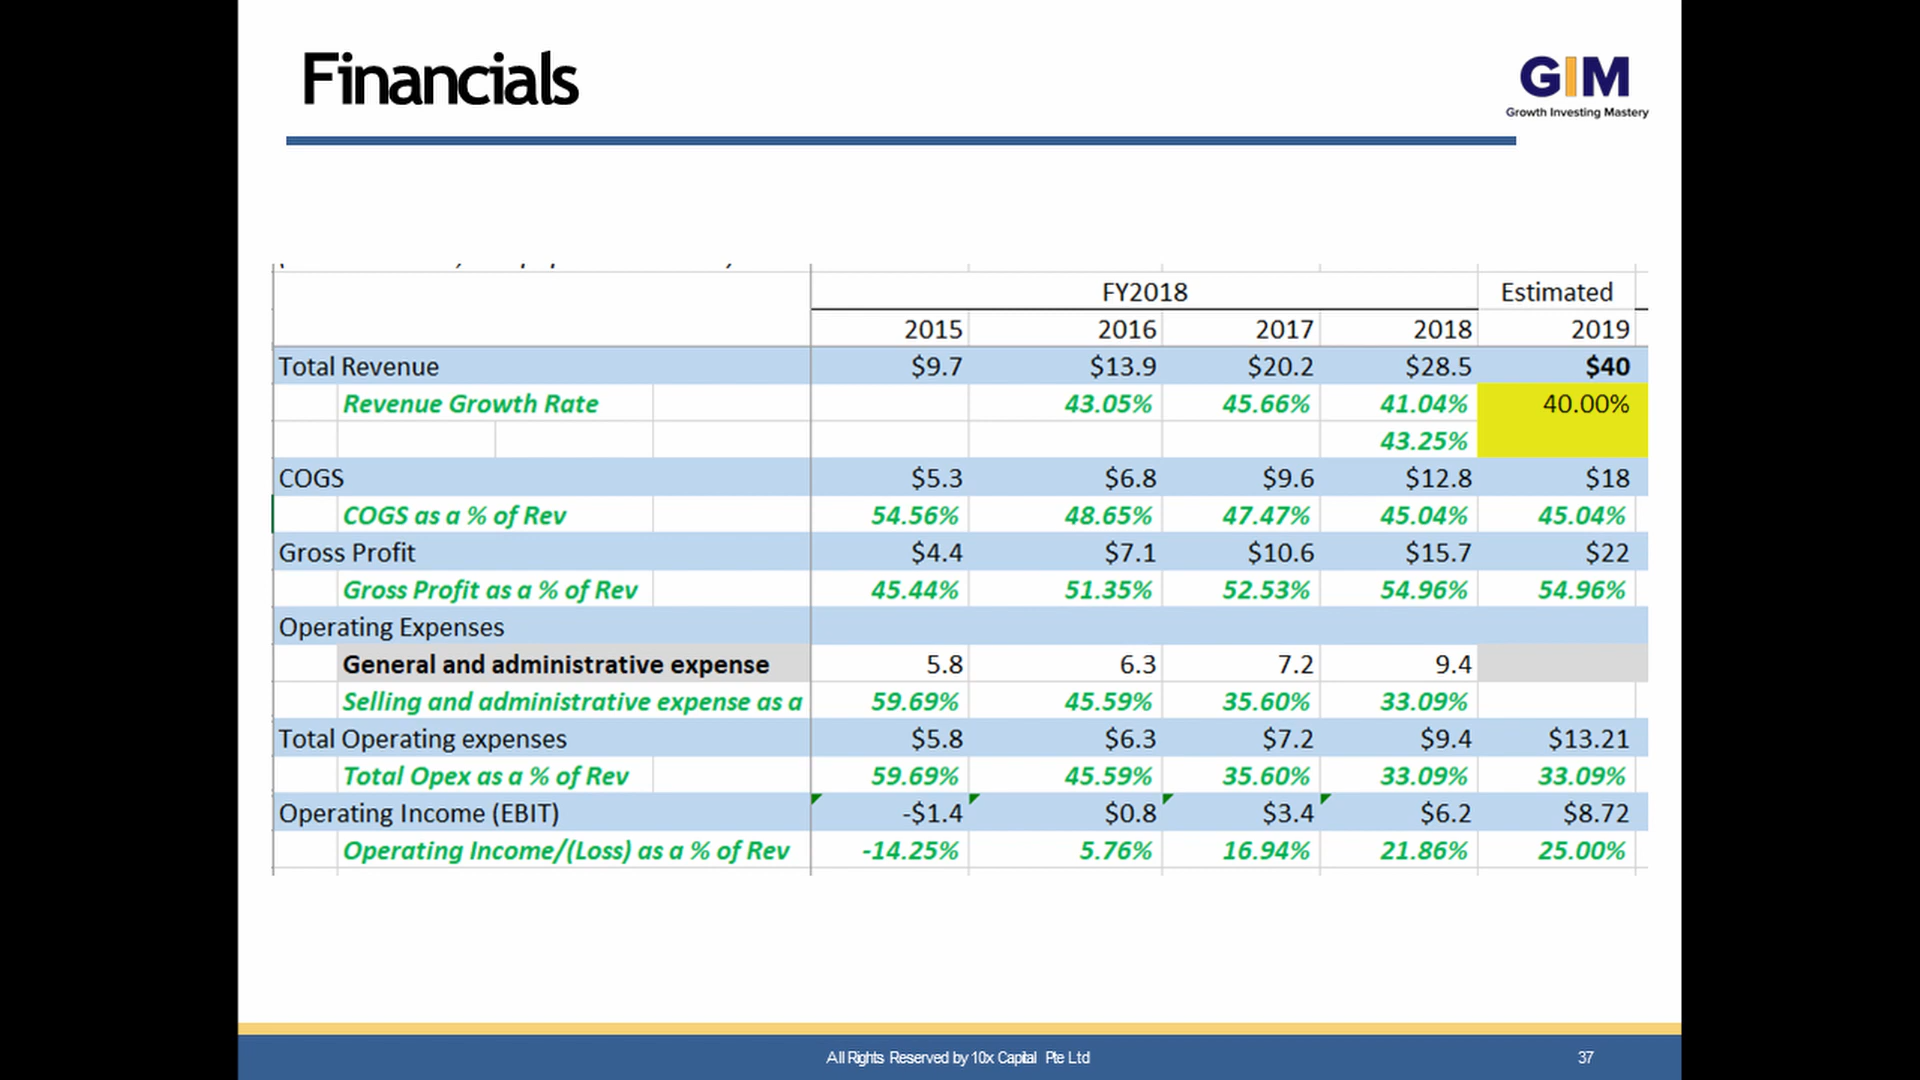 Financials
GIM
Growth Investing Mastery
FY2018 Estimated
2015 2016 2017 2018 2019
Total Revenue $9.7 $13.9 $20.2 $28.5 $40
Revenue Growth Rate 43.05% 45.66% 41.04% 40.00%
43.25%
COGS $5.3 $6.8 $9.6 $12.8 $18
COGS as a % of Rev 54.56% 48.65% 47.47% 45.04% 45.04%
Gross Profit $4.4 $7.1 $10.6 $15.7 $22
Gross Profit as a % of Rev 45.44% 51.35% 52.53% 54.96% 54.96%
Operating Expenses
General and administrative expense 5.8 6.3 7.2 9.4
Selling and administrative expense as a 59.69% 45.59% 35.60% 33.09%
Total Operating expenses $5.8 $6.3 $7.2 $9.4 $13.21
Total Opex as a % of Rev 59.69% 45.59% 35.60% 33.09% 33.09%
Operating Income (EBIT) -$1.4 $0.8 $3.4 $6.2 $8.72
Operating Income/(Loss) as a % of Rev -14.25% 5.76% 16.94% 21.86% 25.00%
All Rights Reserved by 10x Capital Pte Ltd 37